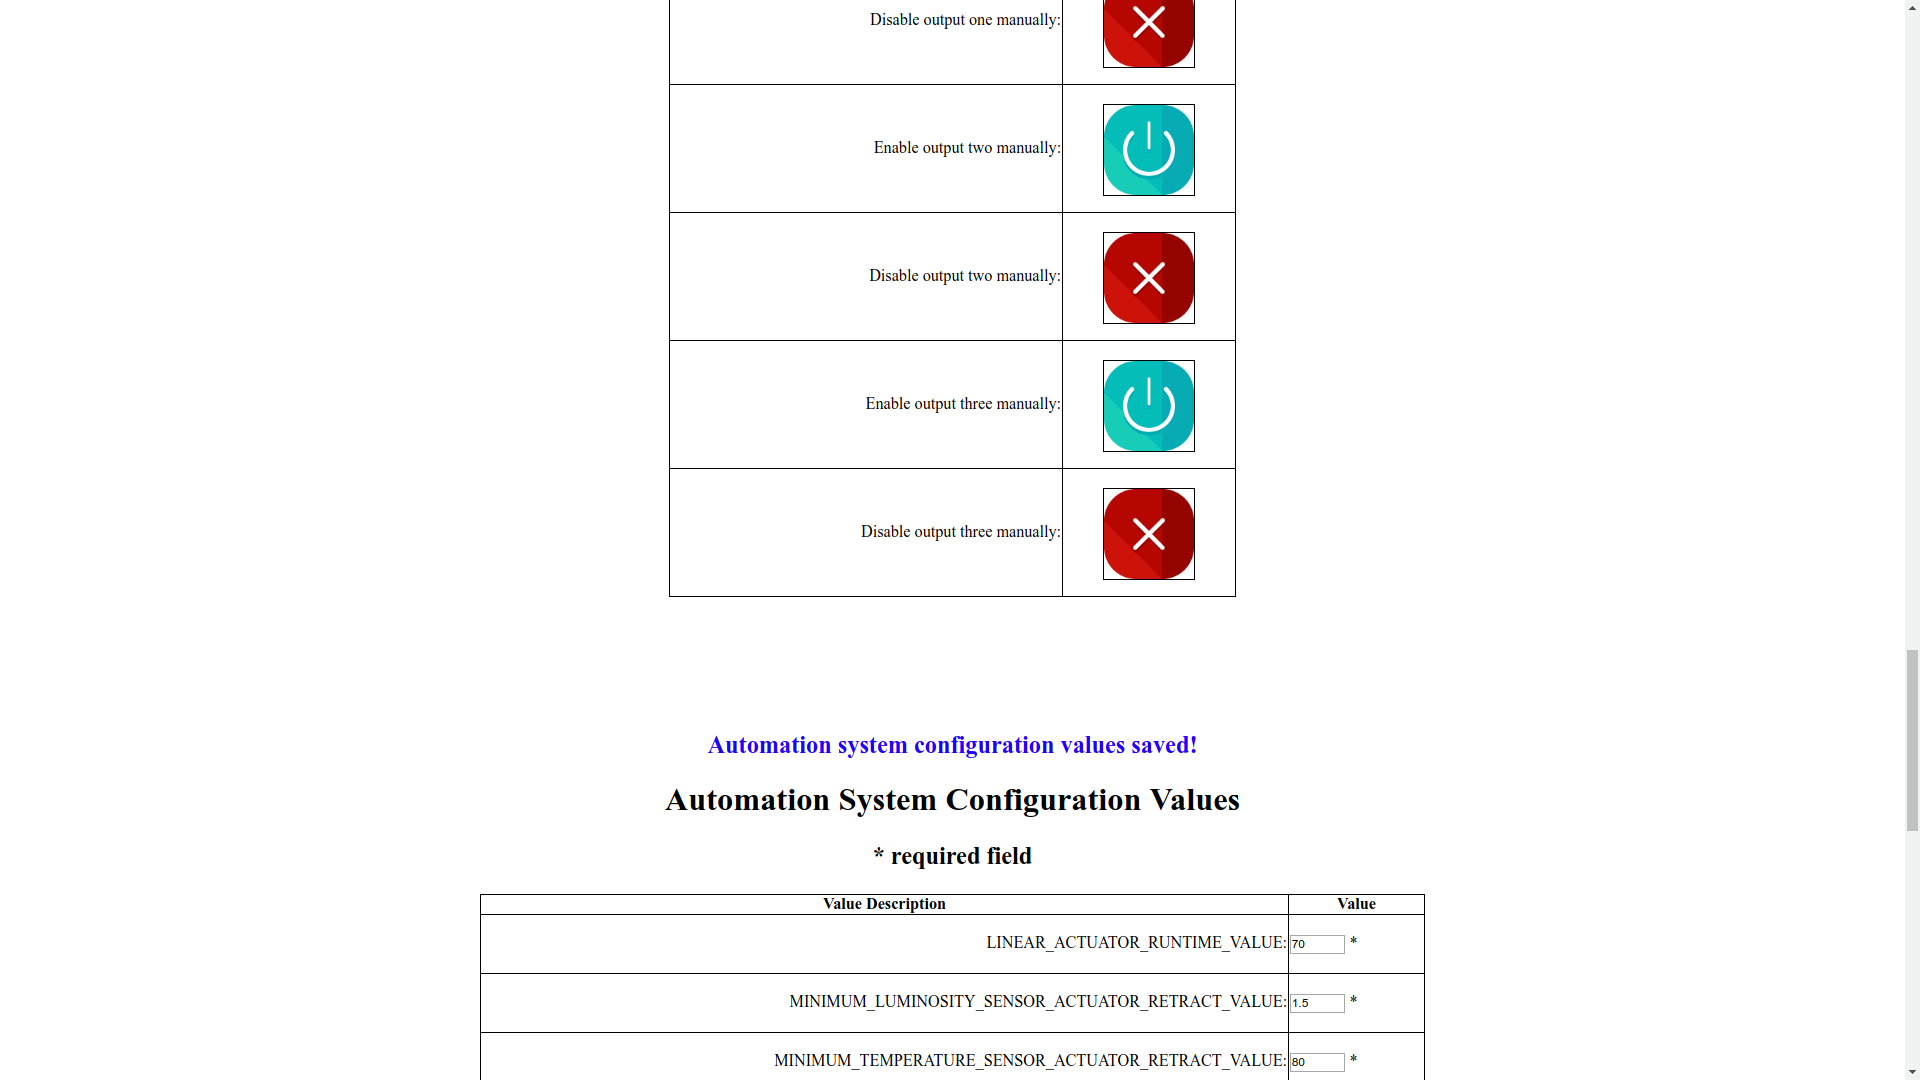 Disable output one manually:
Enable output two manually:
Disable output two manually:
Enable output three manually:
Disable output three manually:
Automation system configuration values saved!
Automation System Configuration Values
* required field
Value Description Value
LINEAR_ACTUATOR_RUNTIME_VALUE: 70 *
MINIMUM_LUMINOSITY_SENSOR_ACTUATOR_RETRACT_VALUE: 1.5 *
MINIMUM_TEMPERATURE_SENSOR_ACTUATOR_RETRACT_VALUE: 80 *